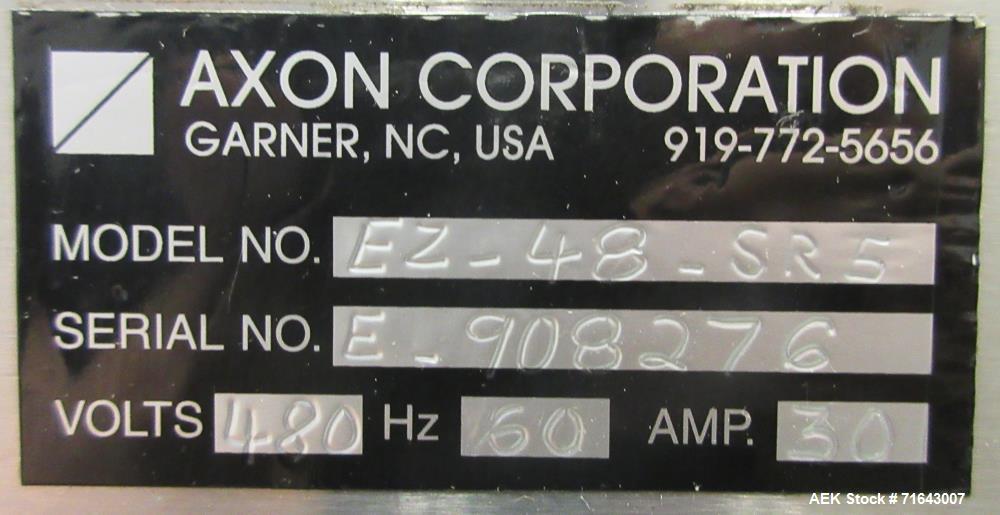 AXON CORPORATION
GARNER, NC, USA 919-772-5656
MODEL NO. EZ-48-SR5
SERIAL NO. E-908276
VOLTS 480 Hz 60 AMP. 30
AEK Stock # 71643007